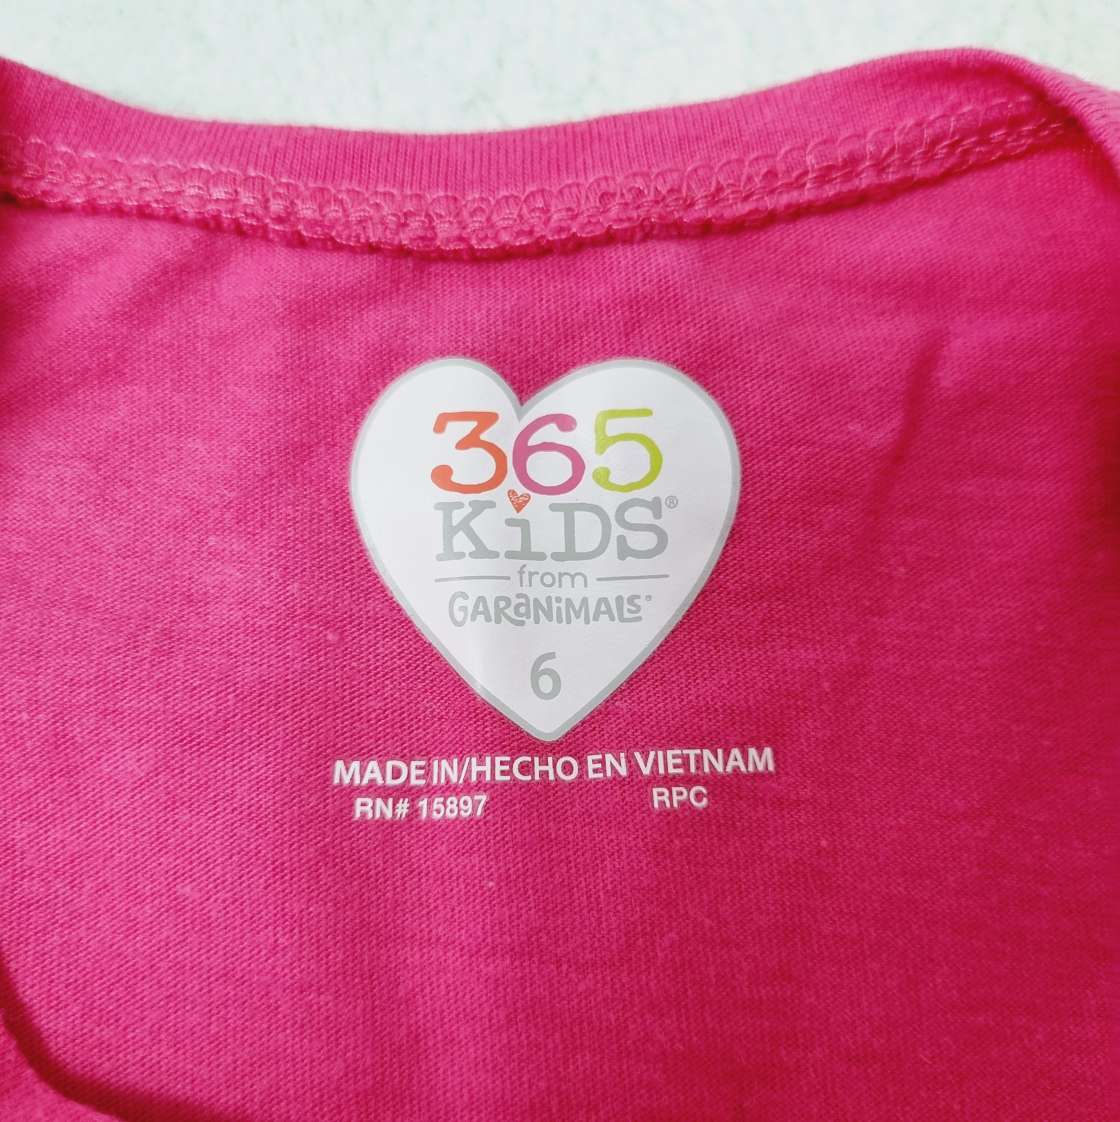 365
KiDS®
from
GARaNiMALS®
6
MADE IN/HECHO EN VIETNAM
RN# 15897 RPC